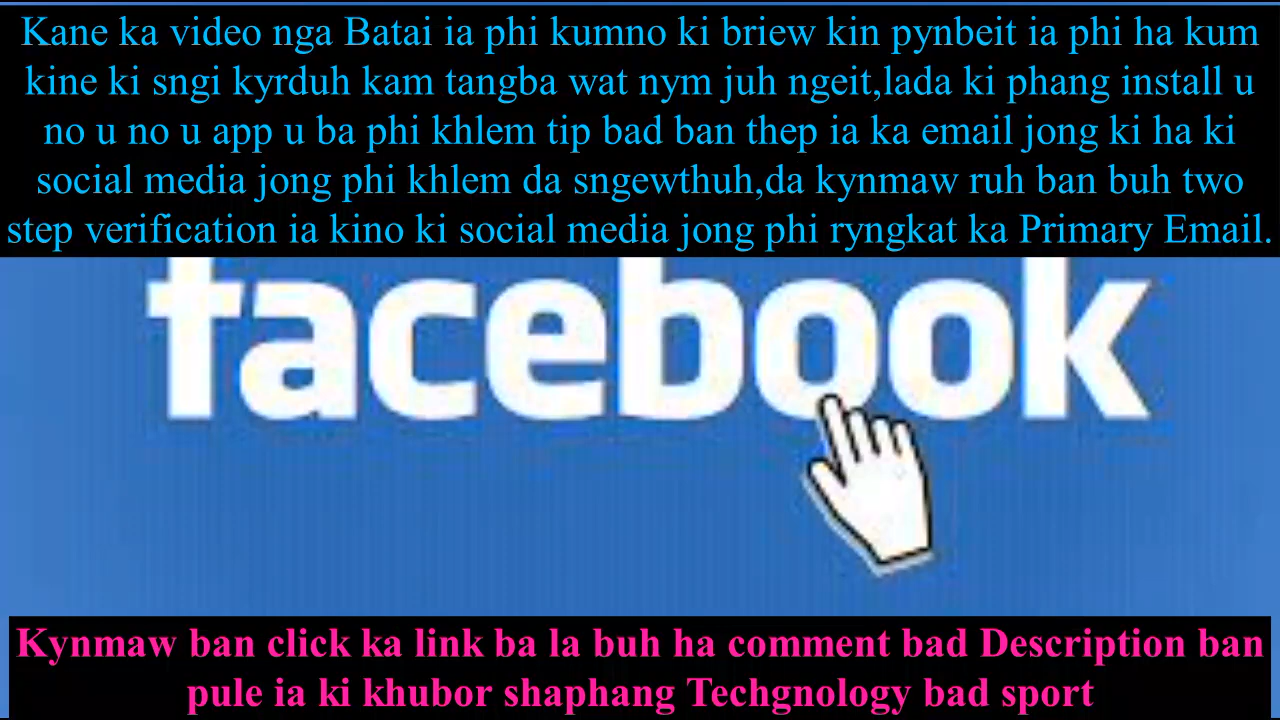 Kane ka video nga Batai ia phi kumno ki briew kin pynbeit ia phi ha kum
kine ki sngi kyrduh kam tangba wat nym juh ngeit,lada ki phang install u
no u no u app u ba phi khlem tip bad ban thep ia ka email jong ki ha ki
social media jong phi khlem da sngewthuh,da kynmaw ruh ban buh two
step verification ia kino ki social media jong phi ryngkat ka Primary Email.
facebook
Kynmaw ban click ka link ba la buh ha comment bad Description ban
pule ia ki khubor shaphang Techgnology bad sport